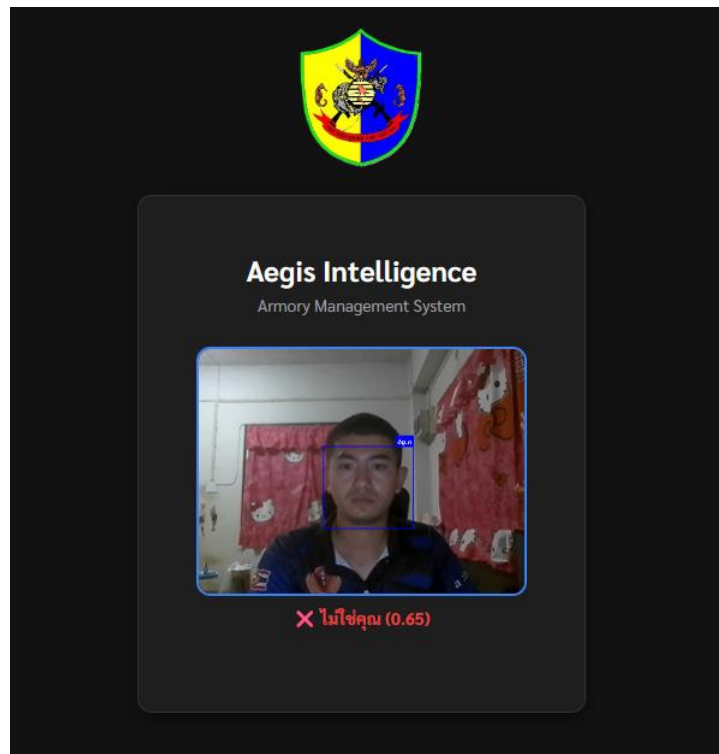 Aegis Intelligence
Armory Management System
❌ ไม่ใช่คุณ (0.65)